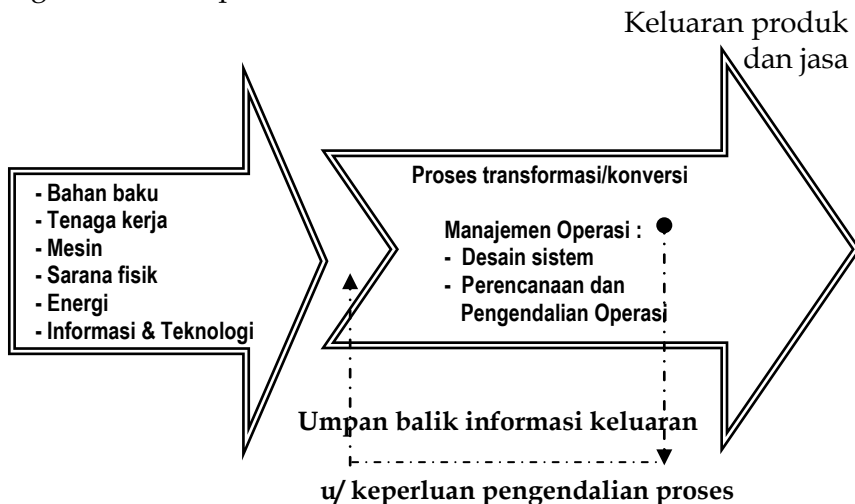 Keluaran produk
dan jasa
- Bahan baku
- Tenaga kerja
- Mesin
- Sarana fisik
- Energi
- Informasi & Teknologi
Proses transformasi/konversi
Manajemen Operasi :
- Desain sistem
- Perencanaan dan
Pengendalian Operasi
Umpan balik informasi keluaran
u/ keperluan pengendalian proses